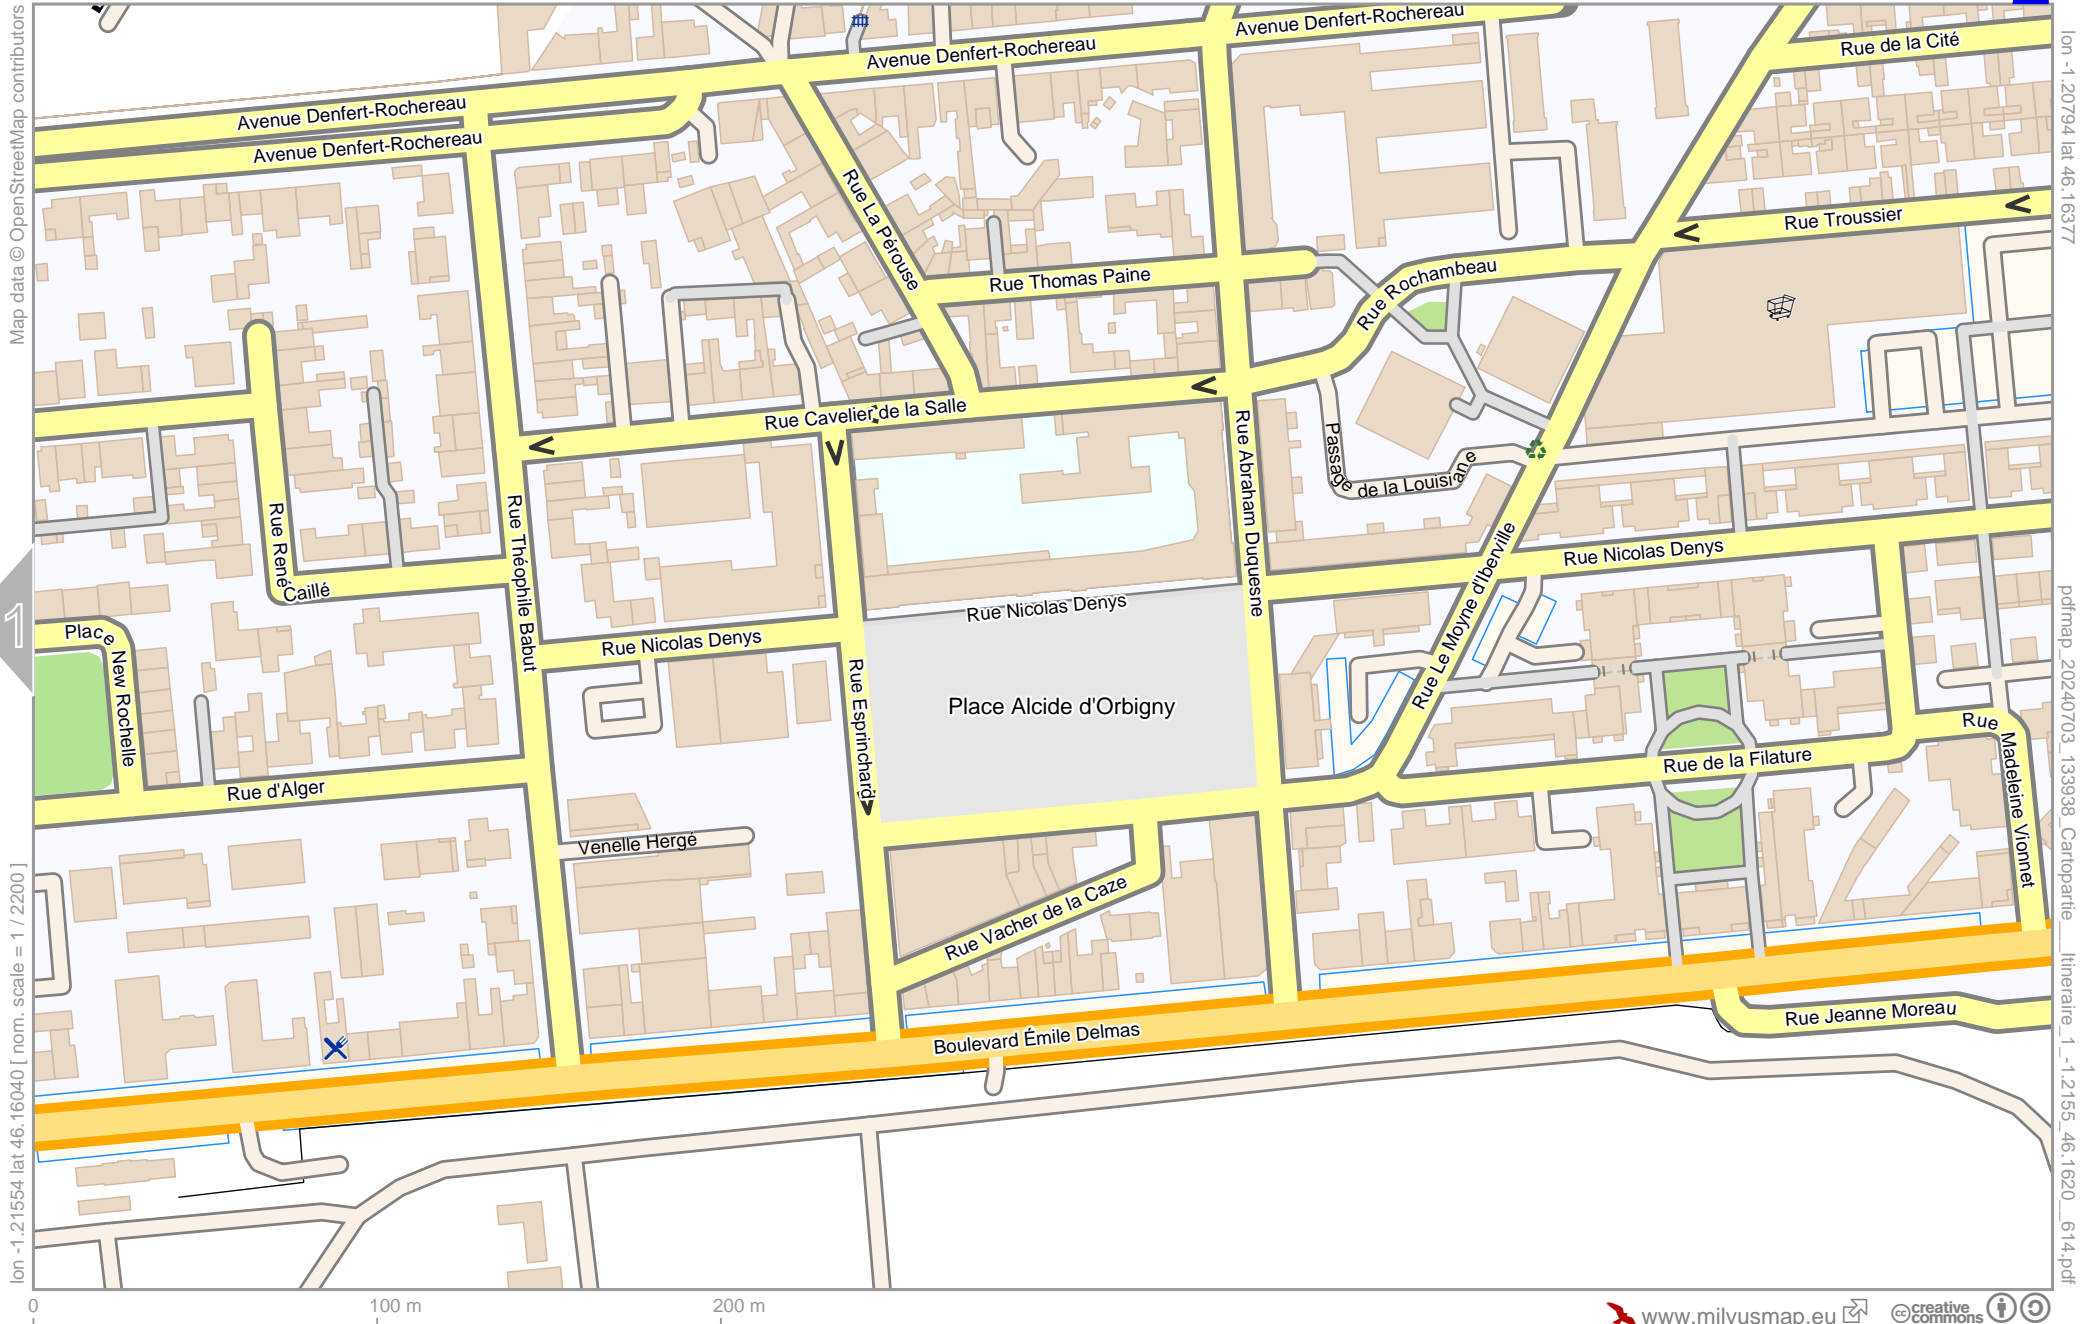 Avenue Denfert-Rochereau
Avenue Denfert-Rochereau
Rue de la Cité
Avenue Denfert-Rochereau
Avenue Denfert-Rochereau
Rue La Pérouse
Rue Troussier
Rue Thomas Paine
Rue Rochambeau
Rue Cavelier de la Salle
Rue Abraham Duquesne
Passage de la Louisiane
Rue René Caillé
Rue Théophile Babut
Rue Le Moyne d'Iberville
Rue Nicolas Denys
Rue Nicolas Denys
Rue Nicolas Denys
Place New Rochelle
Rue Esprinchard
Place Alcide d'Orbigny
Rue Madeleine Vionnet
Rue de la Filature
Rue d'Alger
Venelle Hergé
Rue Vacher de la Caze
Boulevard Émile Delmas
Rue Jeanne Moreau
1
Map data © OpenStreetMap contributors
lon -1.21554 lat 46.16040 [ nom. scale = 1 / 2200 ]
lon -1.20794 lat 46.16377
pdfmap_20240703_133938_Cartopartie___Itineraire_1_-1.2155_46.1620__614.pdf
0
100 m
200 m
www.milvusmap.eu
cc creative commons